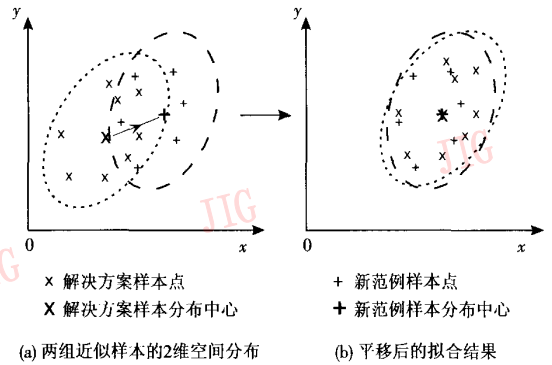 y
y
0
x
0
x
JIG
JIG
JIG
x 解决方案样本点
+ 新范例样本点
X 解决方案样本分布中心
+ 新范例样本分布中心
(a) 两组近似样本的2维空间分布
(b) 平移后的拟合结果